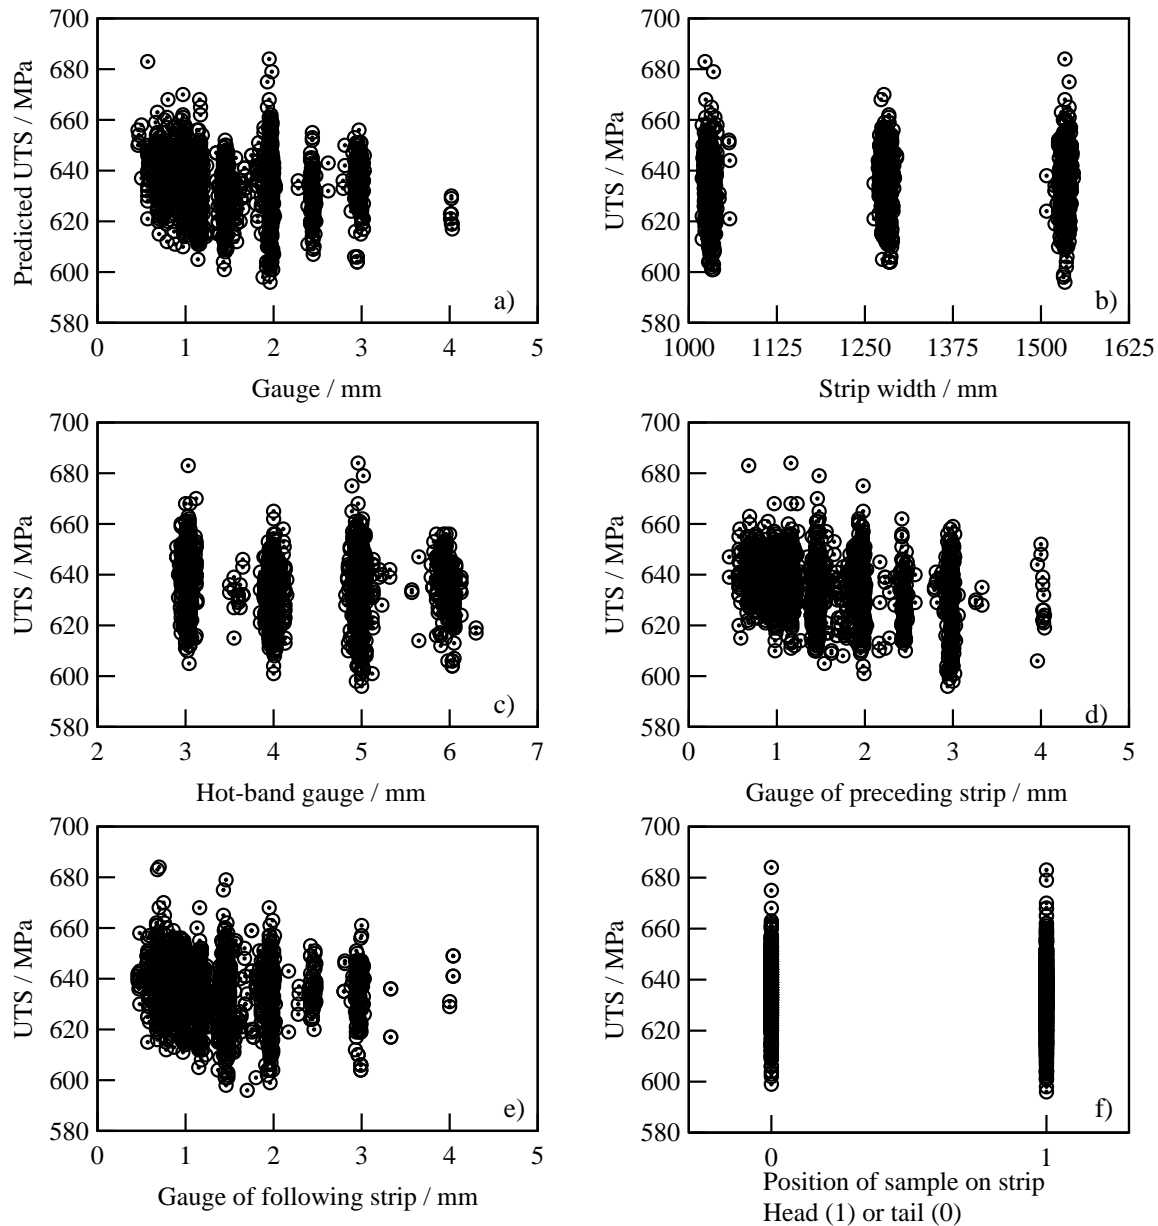 700
680
660
640
620
600
580
Predicted UTS / MPa
a)
0 1 2 3 4 5
Gauge / mm
700
680
660
640
620
600
580
UTS / MPa
b)
1000 1125 1250 1375 1500 1625
Strip width / mm
700
680
660
640
620
600
580
UTS / MPa
c)
2 3 4 5 6 7
Hot-band gauge / mm
700
680
660
640
620
600
580
UTS / MPa
d)
0 1 2 3 4 5
Gauge of preceding strip / mm
700
680
660
640
620
600
580
UTS / MPa
e)
0 1 2 3 4 5
Gauge of following strip / mm
700
680
660
640
620
600
580
UTS / MPa
f)
0 1
Position of sample on strip
Head (1) or tail (0)